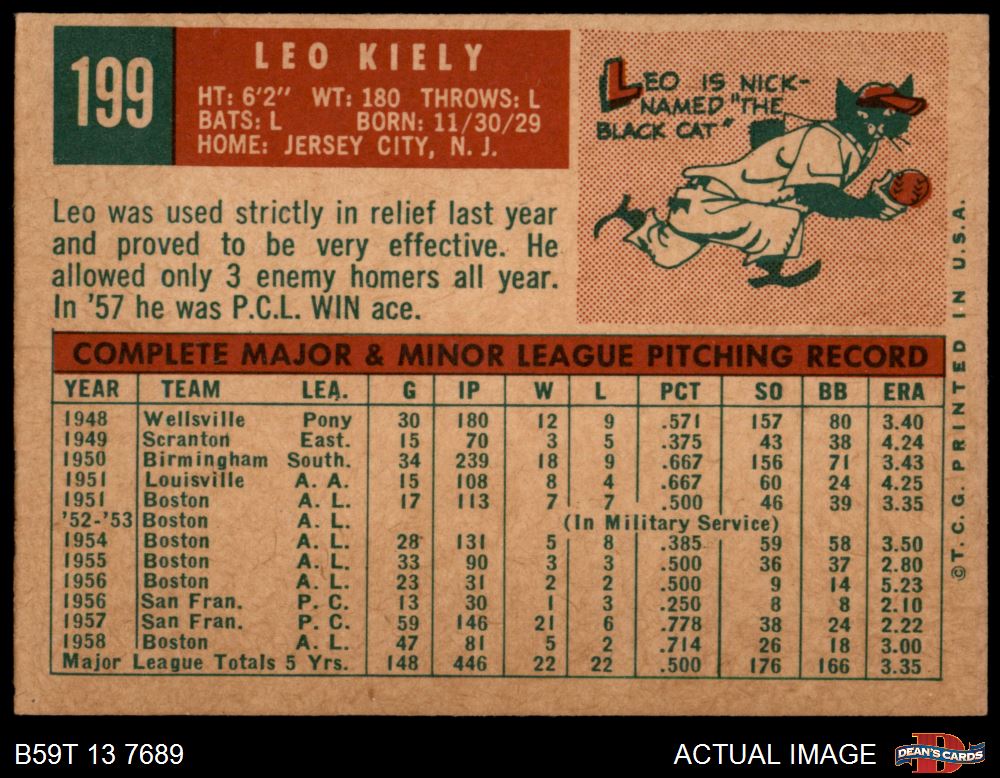 199
LEO KIELY
HT: 6'2" WT: 180 THROWS: L
BATS: L BORN: 11/30/29
HOME: JERSEY CITY, N. J.
LEO IS NICK-
NAMED "THE
BLACK CAT"
Leo was used strictly in relief last year
and proved to be very effective. He
allowed only 3 enemy homers all year.
In '57 he was P.C.L. WIN ace.
COMPLETE MAJOR & MINOR LEAGUE PITCHING RECORD
YEAR TEAM LEA. G IP W L PCT SO BB ERA
1948 Wellsville Pony 30 180 12 9 .571 157 80 3.40
1949 Scranton East. 15 70 3 5 .375 43 38 4.24
1950 Birmingham South. 34 239 18 9 .667 156 71 3.43
1951 Louisville A. A. 15 108 8 4 .667 60 24 4.25
1951 Boston A. L. 17 113 7 7 .500 46 39 3.35
'52-'53 Boston A. L. (In Military Service)
1954 Boston A. L. 28 131 5 8 .385 59 58 3.50
1955 Boston A. L. 33 90 3 3 .500 36 37 2.80
1956 Boston A. L. 23 31 2 2 .500 9 14 5.23
1956 San Fran. P. C. 13 30 1 3 .250 8 8 2.10
1957 San Fran. P. C. 59 146 21 6 .778 38 24 2.22
1958 Boston A. L. 47 81 5 2 .714 26 18 3.00
Major League Totals 5 Yrs. 148 446 22 22 .500 176 166 3.35
© T. C. G. PRINTED IN U.S.A.
B59T 13 7689
ACTUAL IMAGE
DEAN'S CARDS